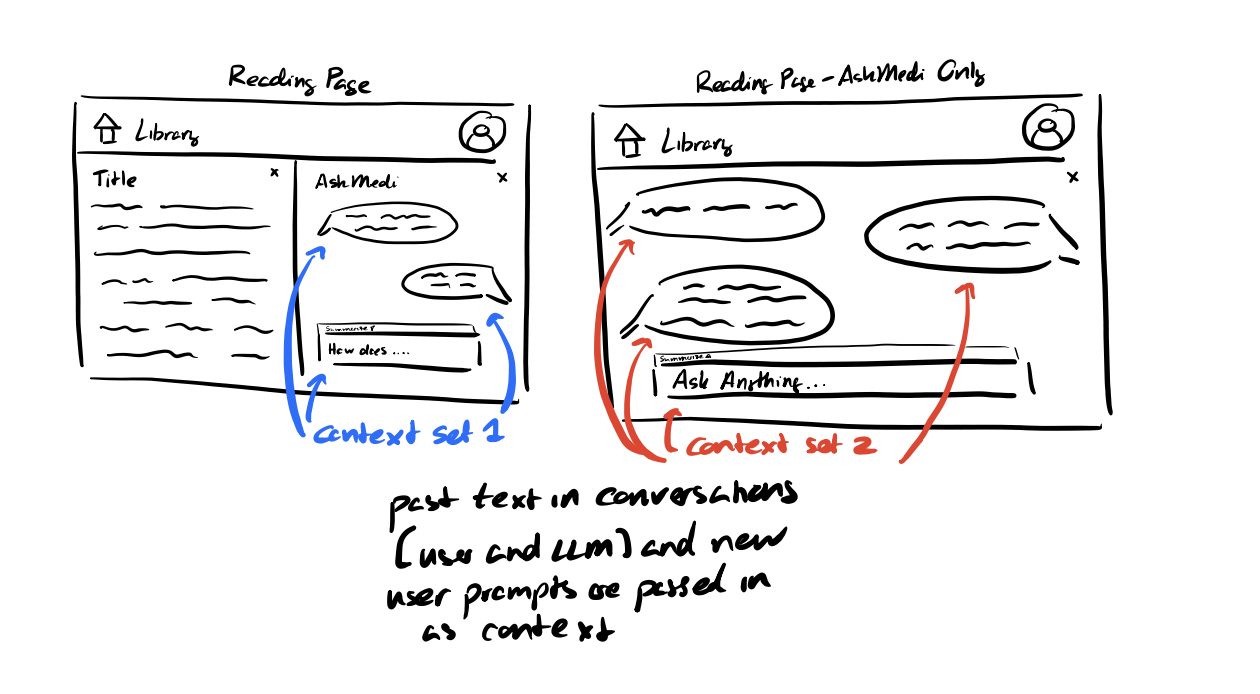 Reading Page
Library
Title
x
AskMedi
x
Summarize
How does ....
context set 1
Reading Page - AskMedi Only
Library
x
Summarize
Ask Anything...
context set 2
past text in conversations
(user and LLM) and new
user prompts are passed in
as context